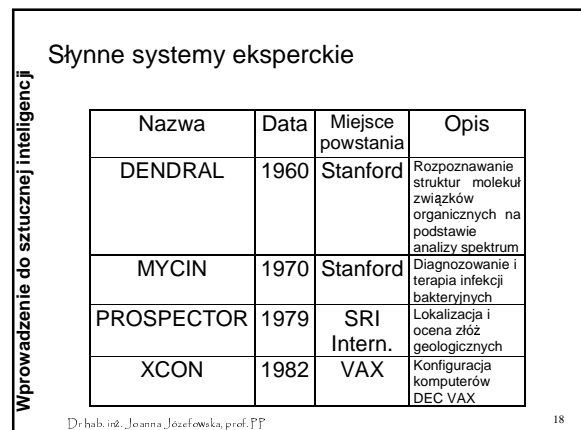 Słynne systemy eksperckie
Wprowadzenie do sztucznej inteligencji
Nazwa Data Miejsce powstania Opis
DENDRAL 1960 Stanford Rozpoznawanie
struktur molekuł
związków
organicznych na
podstawie
analizy spektrum
MYCIN 1970 Stanford Diagnozowanie i
terapia infekcji
bakteryjnych
PROSPECTOR 1979 SRI Intern. Lokalizacja i
ocena złóż
geologicznych
XCON 1982 VAX Konfiguracja
komputerów
DEC VAX
Dr hab. inż. Joanna Józefowska, prof. PP
18